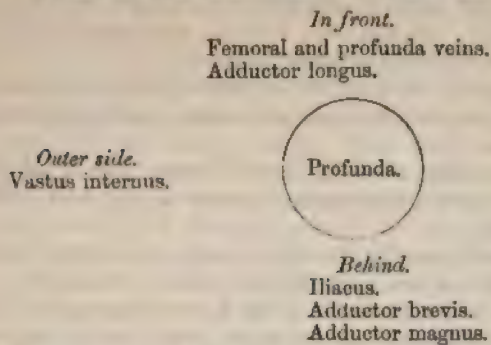 In front.
Femoral and profunda veins.
Adductor longus.
Outer side.
Vastus internus.
Profunda.
Behind.
Iliacus.
Adductor brevis.
Adductor magnus.